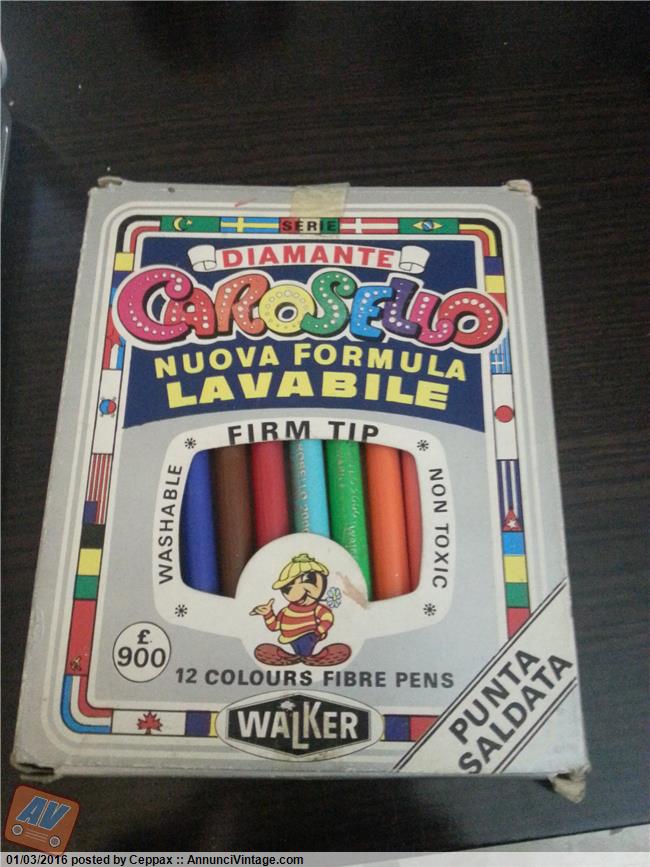 SERIE
DIAMANTE
CAROSELLO
NUOVA FORMULA
LAVABILE
FIRM TIP
WASHABLE
NON TOXIC
£.
900
12 COLOURS FIBRE PENS
WALKER
PUNTA
SALDATA
AV
01/03/2016 posted by Ceppax :: AnnunciVintage.com